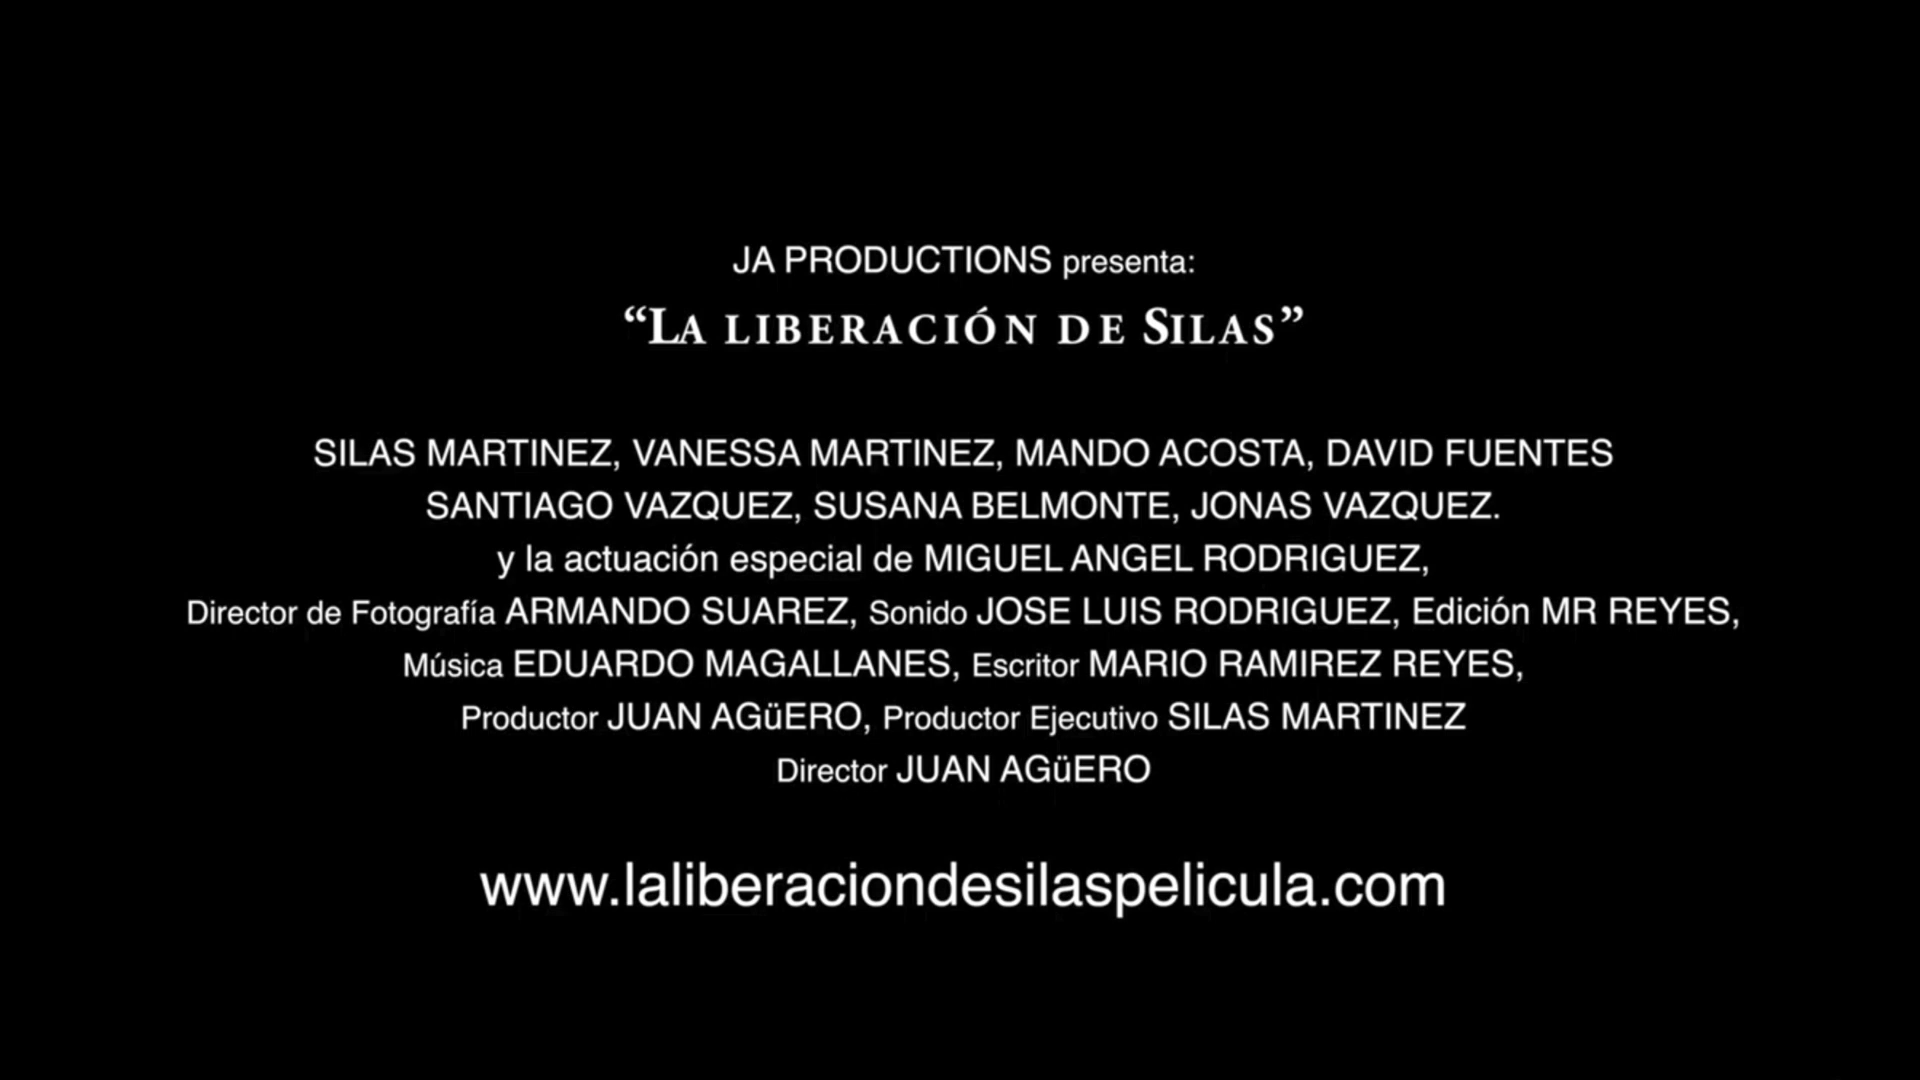 JA PRODUCTIONS presenta:
“LA LIBERACIÓN DE SILAS”
SILAS MARTINEZ, VANESSA MARTINEZ, MANDO ACOSTA, DAVID FUENTES
SANTIAGO VAZQUEZ, SUSANA BELMONTE, JONAS VAZQUEZ.
y la actuación especial de MIGUEL ANGEL RODRIGUEZ,
Director de Fotografía ARMANDO SUAREZ, Sonido JOSE LUIS RODRIGUEZ, Edición MR REYES,
Música EDUARDO MAGALLANES, Escritor MARIO RAMIREZ REYES,
Productor JUAN AGüERO, Productor Ejecutivo SILAS MARTINEZ
Director JUAN AGüERO
www.laliberaciondesilaspelicula.com